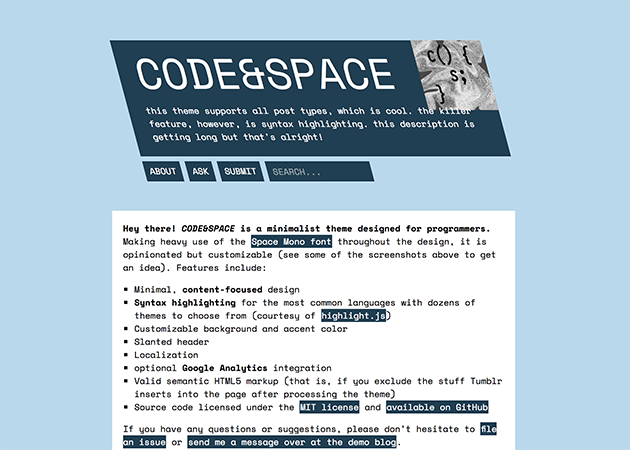 CODE&SPACE
c() {
s;
}
this theme supports all post types, which is cool. the killer
feature, however, is syntax highlighting. this description is
getting long but that's alright!
ABOUT ASK SUBMIT SEARCH...
Hey there! CODE&SPACE is a minimalist theme designed for programmers.
Making heavy use of the Space Mono font throughout the design, it is
opinionated but customizable (see some of the screenshots above to get
an idea). Features include:
▪ Minimal, content-focused design
▪ Syntax highlighting for the most common languages with dozens of
themes to choose from (courtesy of highlight.js)
▪ Customizable background and accent color
▪ Slanted header
▪ Localization
▪ optional Google Analytics integration
▪ Valid semantic HTML5 markup (that is, if you exclude the stuff Tumblr
inserts into the page after processing the theme)
▪ Source code licensed under the MIT license and available on GitHub
If you have any questions or suggestions, please don't hesitate to file
an issue or send me a message over at the demo blog.